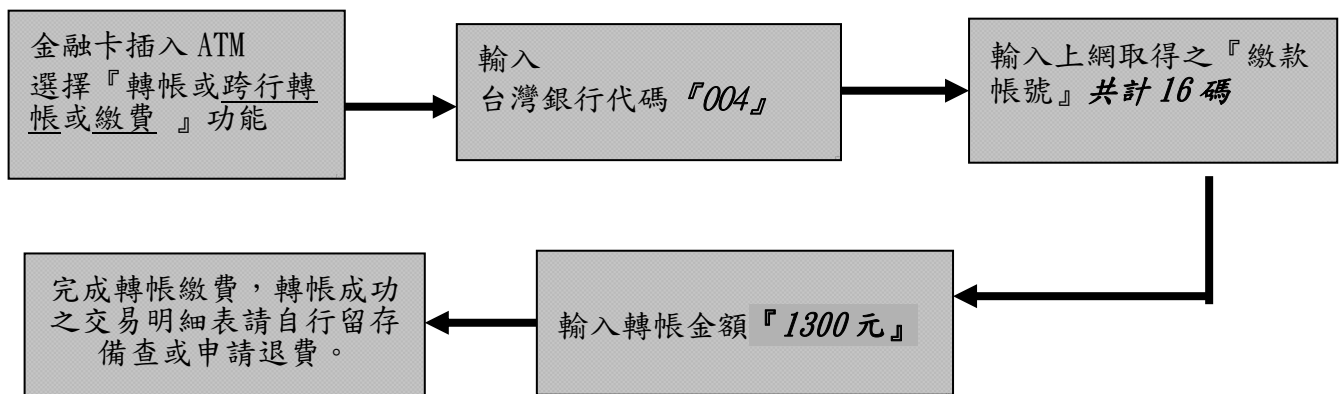 金融卡插入 ATM
選擇『轉帳或跨行轉
帳或繳費 』功能
輸入
台灣銀行代碼『004』
輸入上網取得之『繳款
帳號』共計 16 碼
輸入轉帳金額『1300 元』
完成轉帳繳費，轉帳成功
之交易明細表請自行留存
備查或申請退費。